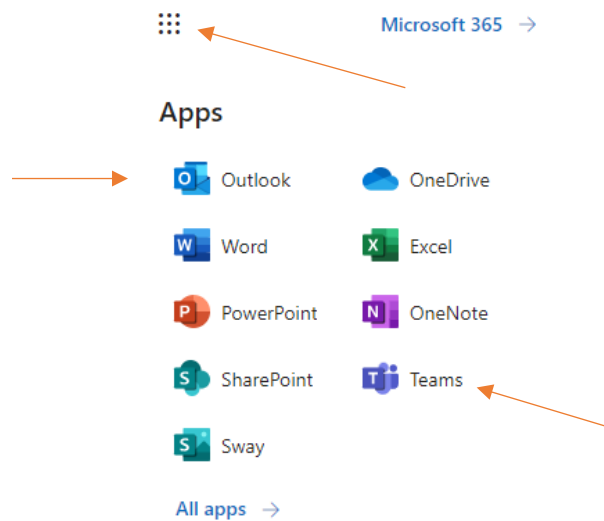 Microsoft 365 →
Apps
Outlook OneDrive
Word Excel
PowerPoint OneNote
SharePoint Teams
Sway
All apps →